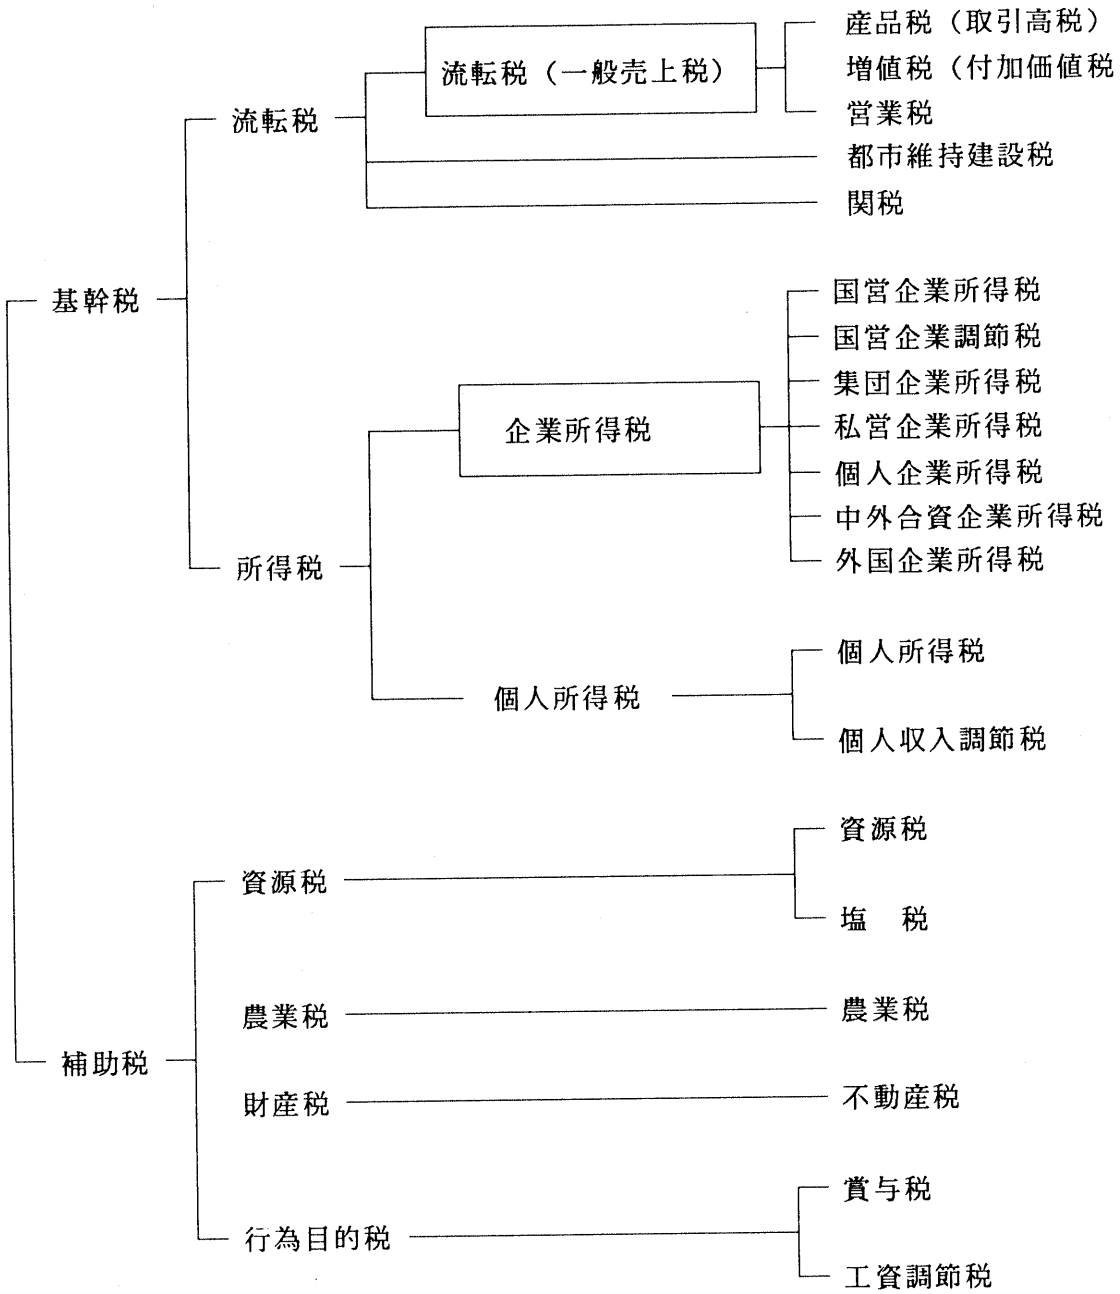 産品税（取引高税）
流転税（一般売上税）
増値税（付加価値税
営業税
流転税
都市維持建設税
関税
基幹税
国営企業所得税
国営企業調節税
集団企業所得税
企業所得税
私営企業所得税
個人企業所得税
中外合資企業所得税
外国企業所得税
所得税
個人所得税
個人所得税
個人収入調節税
資源税
資源税
塩 税
農業税
農業税
補助税
財産税
不動産税
賞与税
行為目的税
工資調節税